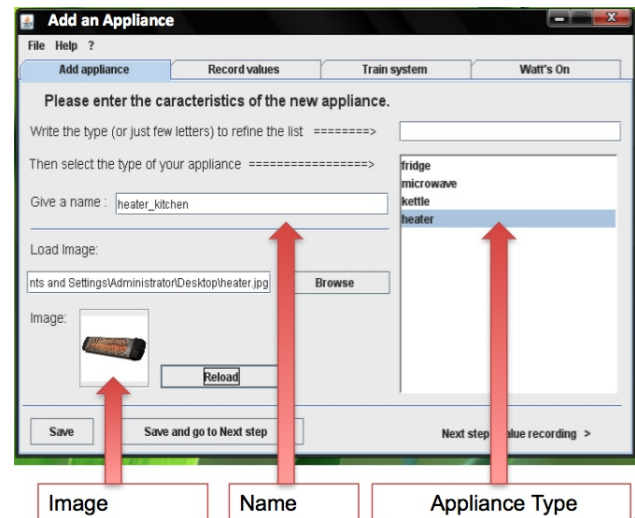 Add an Appliance
File Help ?
Add appliance Record values Train system Watt's On
Please enter the caracteristics of the new appliance.
Write the type (or just few letters) to refine the list ========>
Then select the type of your appliance =================>
fridge
microwave
kettle
heater
Give a name : heater_kitchen
Load Image:
nts and Settings\Administrator\Desktop\heater.jpg Browse
Image:
Reload
Save Save and go to Next step Next step recording >
Image Name Appliance Type